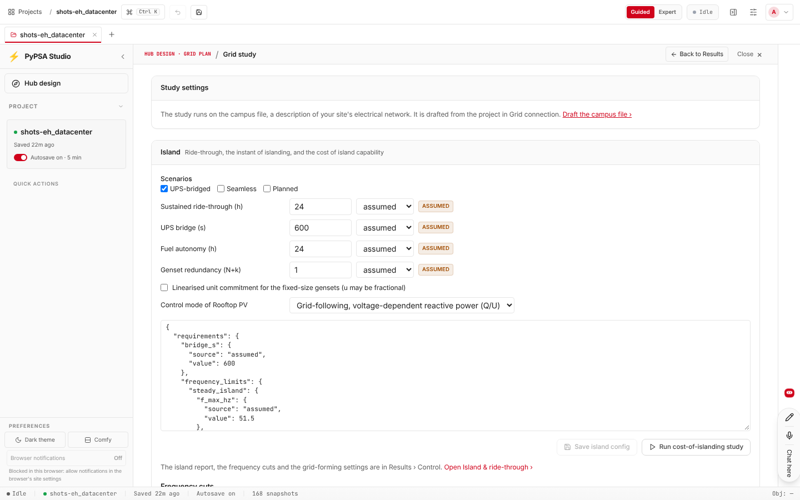 Projects / shots-eh_datacenter Ctrl K Guided Expert Idle A
shots-eh_datacenter × +
PyPSA Studio
HUB DESIGN · GRID PLAN / Grid study
Back to Results Close ×
Hub design
PROJECT
shots-eh_datacenter
Saved 22m ago
Autosave on · 5 min
QUICK ACTIONS
Study settings
The study runs on the campus file, a description of your site's electrical network. It is drafted from the project in Grid connection. Draft the campus file ›
Island Ride-through, the instant of islanding, and the cost of island capability
Scenarios
UPS-bridged Seamless Planned
Sustained ride-through (h) 24 assumed ASSUMED
UPS bridge (s) 600 assumed ASSUMED
Fuel autonomy (h) 24 assumed ASSUMED
Genset redundancy (N+k) 1 assumed ASSUMED
Linearised unit commitment for the fixed-size gensets (u may be fractional)
Control mode of Rooftop PV Grid-following, voltage-dependent reactive power (Q/U)
{
"requirements": {
"bridge_s": {
"source": "assumed",
"value": 600
},
"frequency_limits": {
"steady_island": {
"f_max_hz": {
"source": "assumed",
"value": 51.5
},
Save island config Run cost-of-islanding study
The island report, the frequency cuts and the grid-forming settings are in Results › Control. Open Island & ride-through ›
PREFERENCES
Dark theme Comfy
Browser notifications Off
Blocked in this browser: allow notifications in the browser's site settings
Chat here
Idle shots-eh_datacenter Saved 22m ago Autosave on 168 snapshots Obj: —